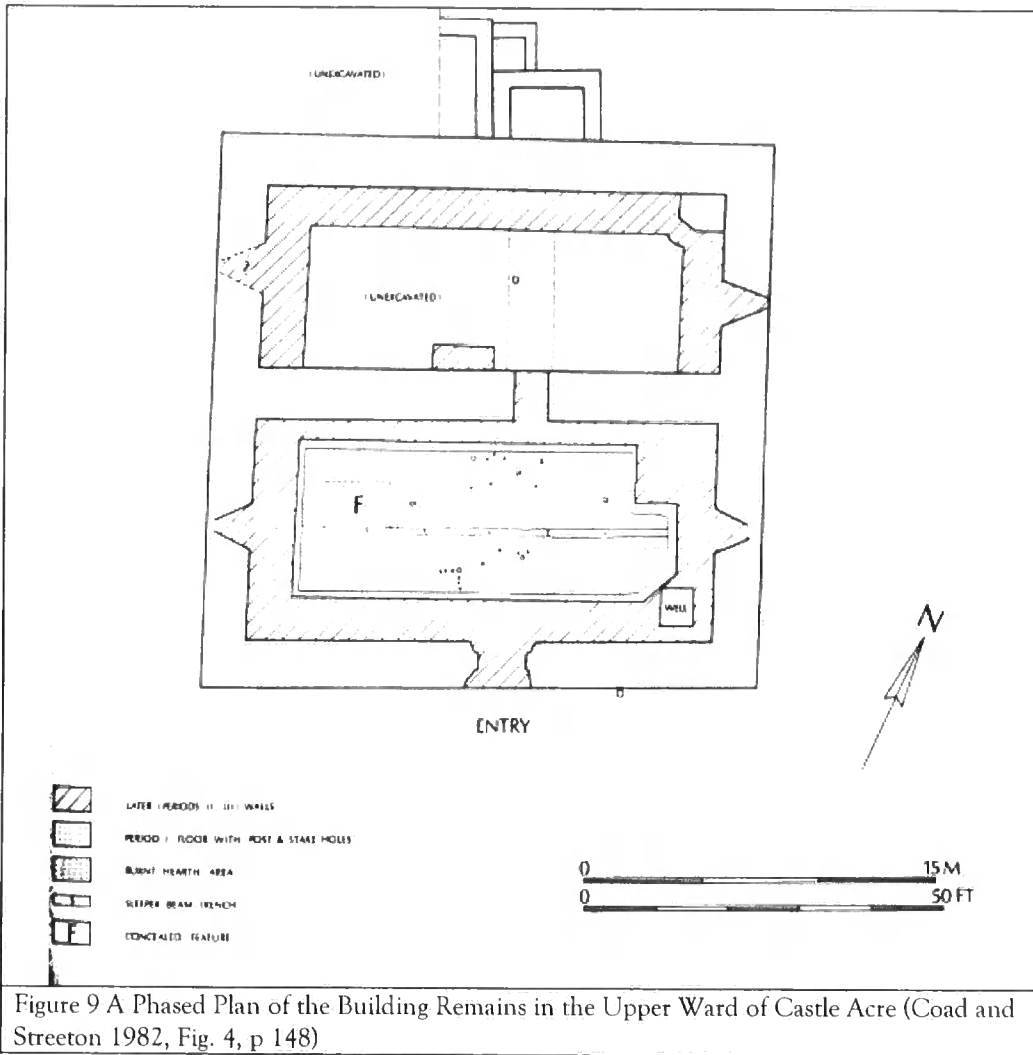 (UNEXCAVATED)
?
(UNEXCAVATED)
F
WELL
N
ENTRY
LATER (PERIODS II III) WALLS
PERIOD I FLOOR WITH POST & STAKE HOLES
BURNT HEARTH AREA
SLEEPER BEAM TRENCH
F CONCEALED FEATURE
0 15 M
0 50 FT
Figure 9 A Phased Plan of the Building Remains in the Upper Ward of Castle Acre (Coad and
Streeton 1982, Fig. 4, p 148)